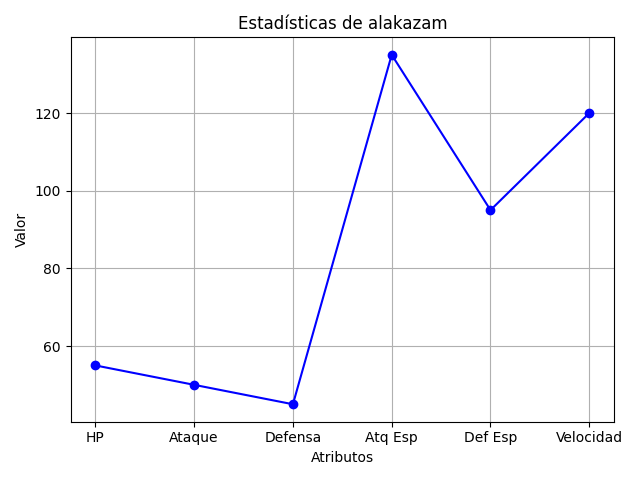 Estadísticas de alakazam
Valor
120
100
80
60
HP Ataque Defensa Atq Esp Def Esp Velocidad
Atributos